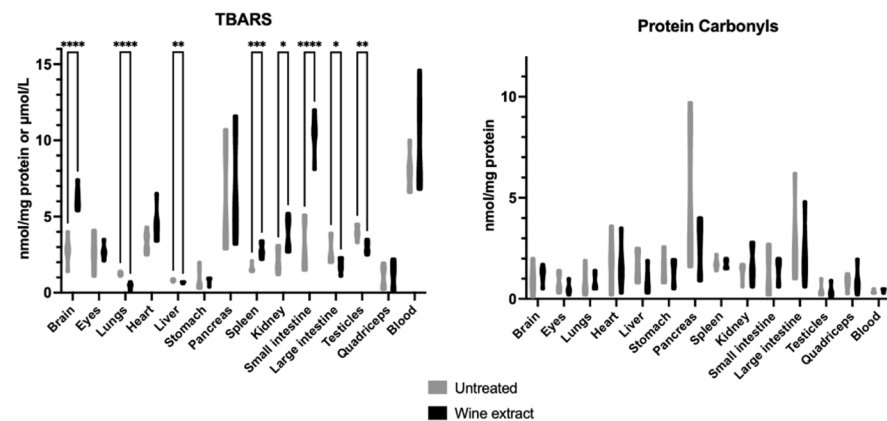 TBARS
**** **** ** *** * **** * **
nmol/mg protein or µmol/L
15
10
5
0
Brain
Eyes
Lungs
Heart
Liver
Stomach
Pancreas
Spleen
Kidney
Small intestine
Large intestine
Testicles
Quadriceps
Blood
Protein Carbonyls
nmol/mg protein
10
5
0
Brain
Eyes
Lungs
Heart
Liver
Stomach
Pancreas
Spleen
Kidney
Small intestine
Large intestine
Testicles
Quadriceps
Blood
Untreated
Wine extract